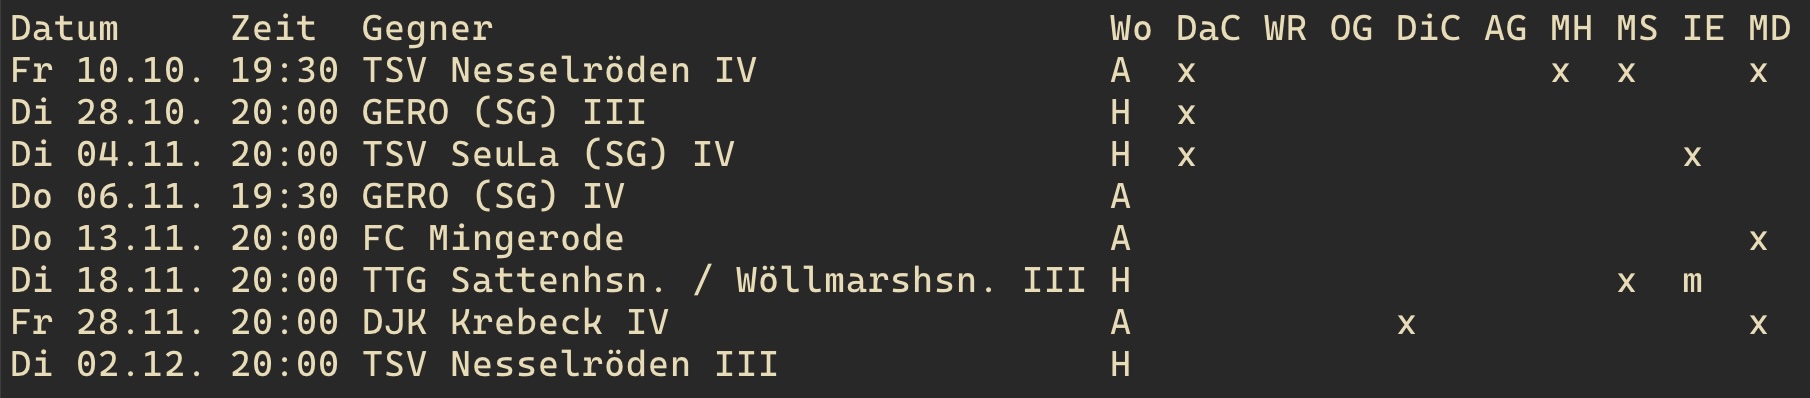 Datum     Zeit  Gegner                            Wo DaC WR OG DiC AG MH MS IE MD
Fr 10.10. 19:30 TSV Nesselröden IV                A  x                x  x     x
Di 28.10. 20:00 GERO (SG) III                     H  x
Di 04.11. 20:00 TSV SeuLa (SG) IV                 H  x                      x
Do 06.11. 19:30 GERO (SG) IV                      A
Do 13.11. 20:00 FC Mingerode                      A                            x
Di 18.11. 20:00 TTG Sattenhsn. / Wöllmarshsn. III H                      x  m
Fr 28.11. 20:00 DJK Krebeck IV                    A            x               x
Di 02.12. 20:00 TSV Nesselröden III               H